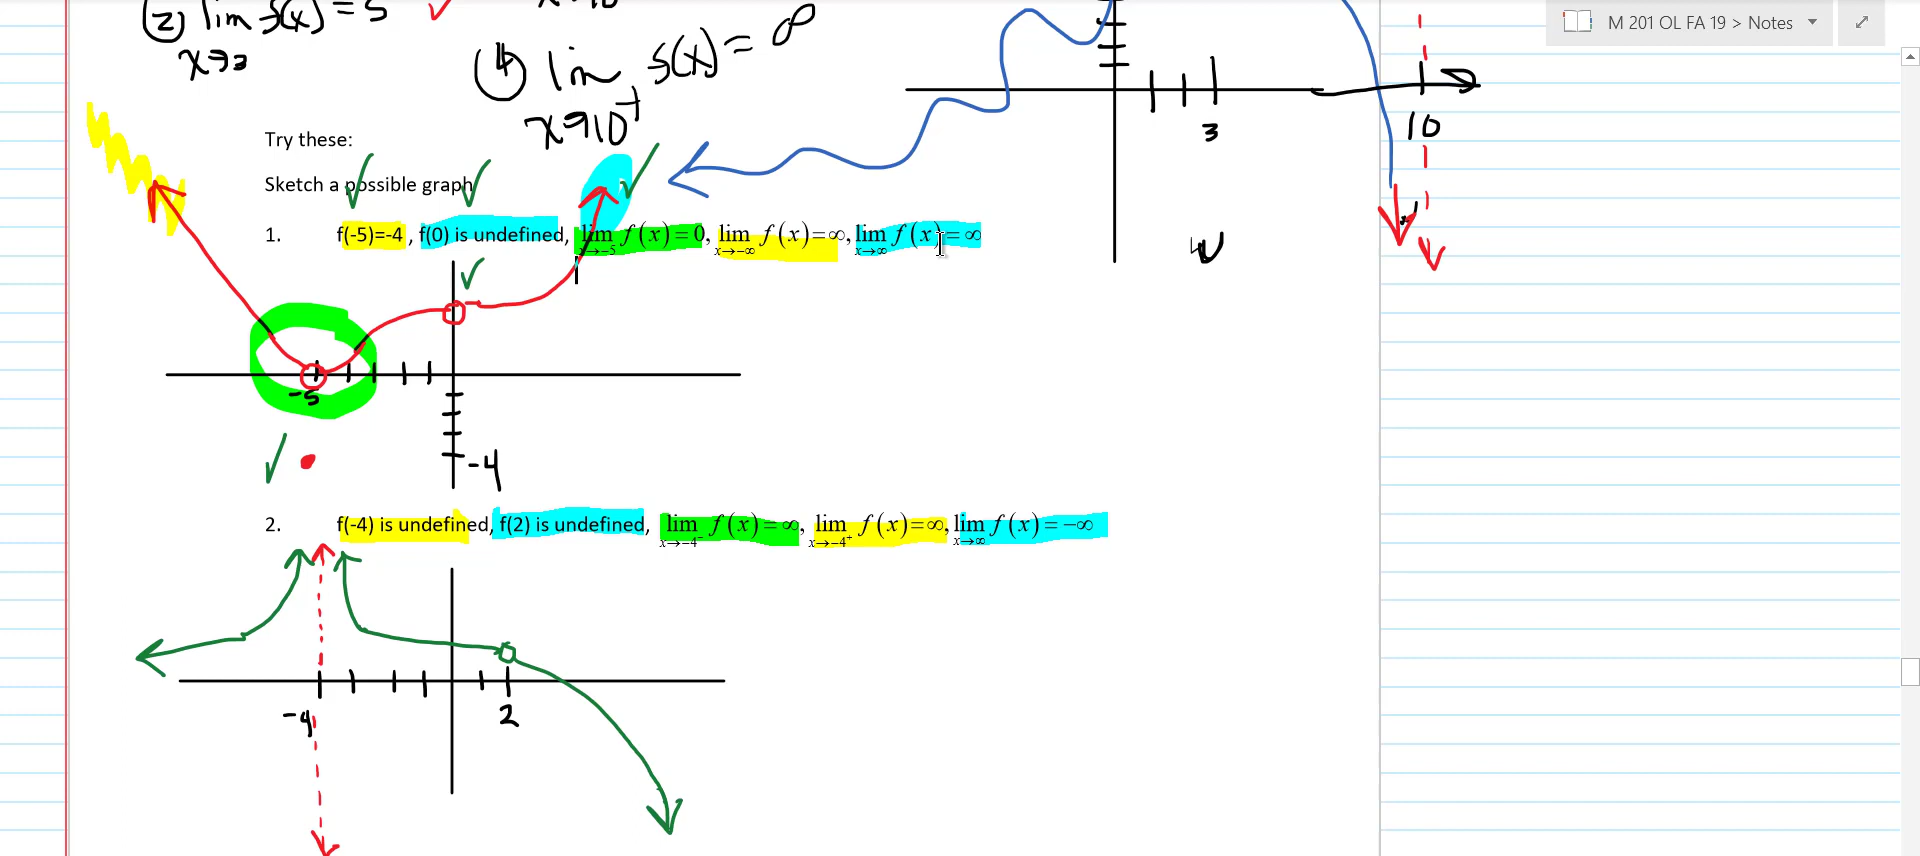 (2) lim f(x) = 5
x→3
(4) lim f(x) = ∞
x→10⁺
M 201 OL FA 19 > Notes
3
10
Try these:
Sketch a possible graph
1. f(-5)=-4 , f(0) is undefined, lim f(x) = 0, lim f(x) = ∞, lim f(x) = ∞
x→-5 x→-∞ x→∞
-5
-4
2. f(-4) is undefined, f(2) is undefined, lim f(x) = ∞, lim f(x) = ∞, lim f(x) = -∞
x→-4⁻ x→-4⁺ x→∞
-4
2